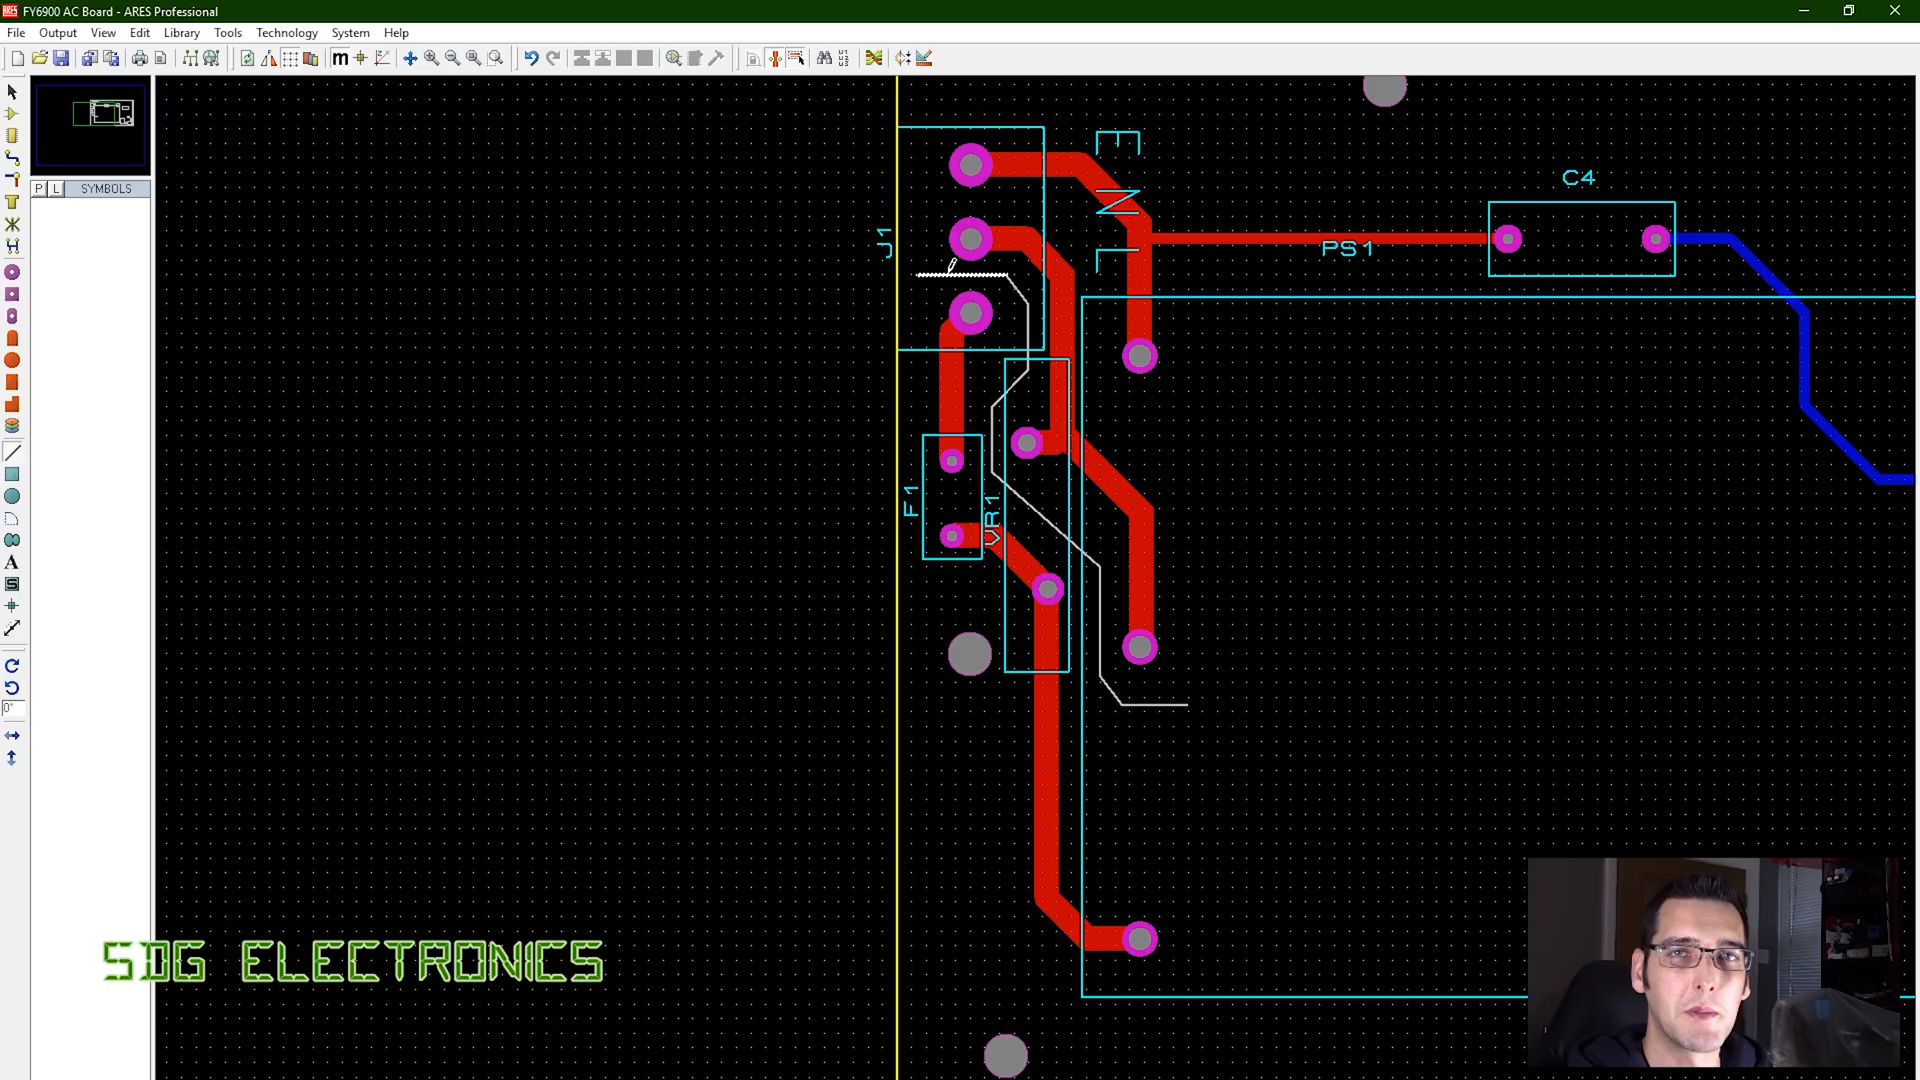 FY6900 AC Board - ARES Professional
File Output View Edit Library Tools Technology System Help
P L SYMBOLS
0°
J1
E
N
L
C4
PS1
F1
VR1
SDG ELECTRONICS